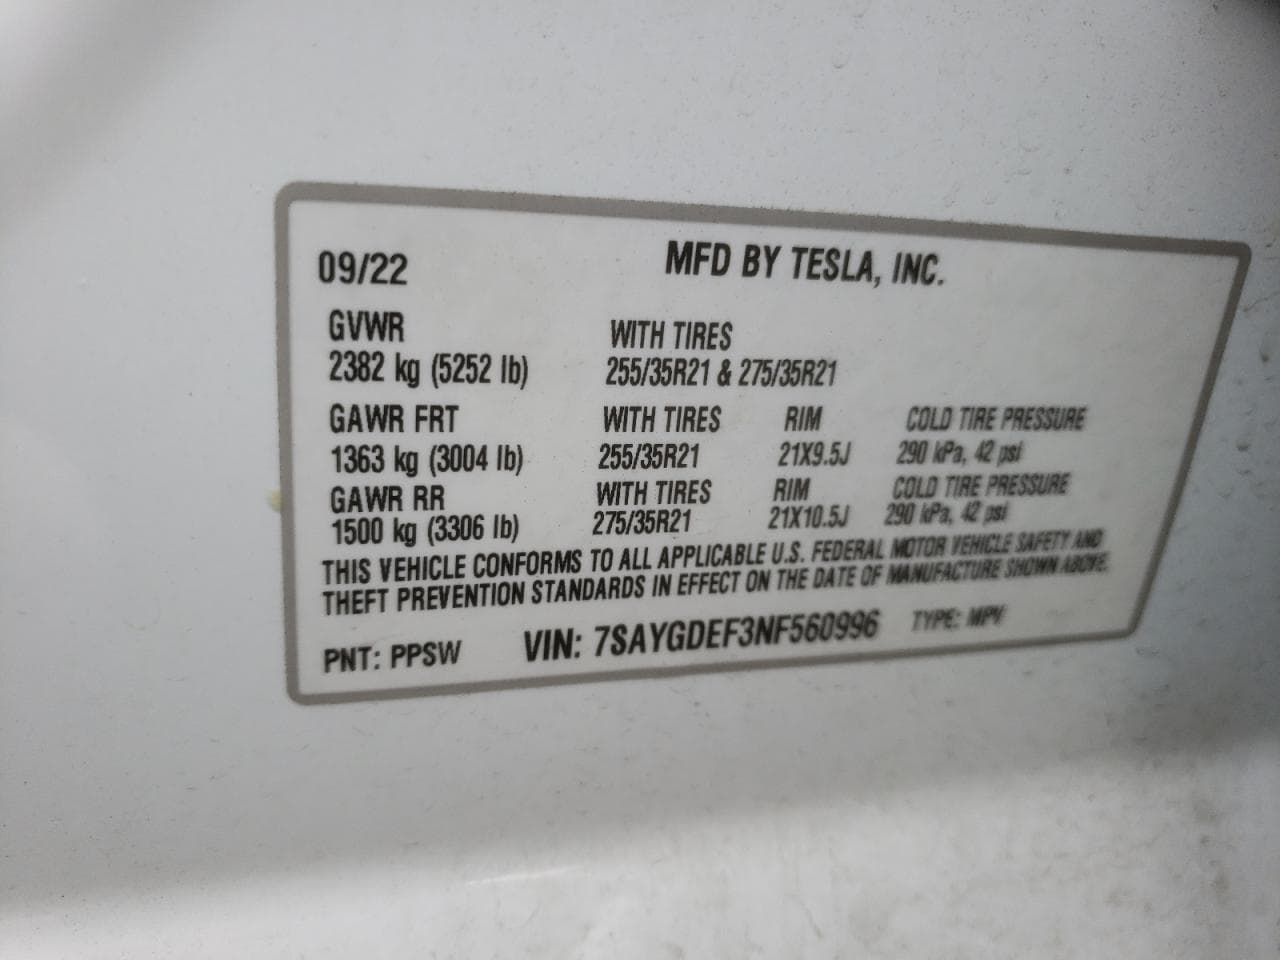 09/22 MFD BY TESLA, INC.
GVWR WITH TIRES
2382 kg (5252 lb) 255/35R21 & 275/35R21
GAWR FRT WITH TIRES RIM COLD TIRE PRESSURE
1363 kg (3004 lb) 255/35R21 21X9.5J 290 kPa, 42 psi
GAWR RR WITH TIRES RIM COLD TIRE PRESSURE
1500 kg (3306 lb) 275/35R21 21X10.5J 290 kPa, 42 psi
THIS VEHICLE CONFORMS TO ALL APPLICABLE U.S. FEDERAL MOTOR VEHICLE SAFETY AND
THEFT PREVENTION STANDARDS IN EFFECT ON THE DATE OF MANUFACTURE SHOWN ABOVE.
PNT: PPSW VIN: 7SAYGDEF3NF560996 TYPE: MPV